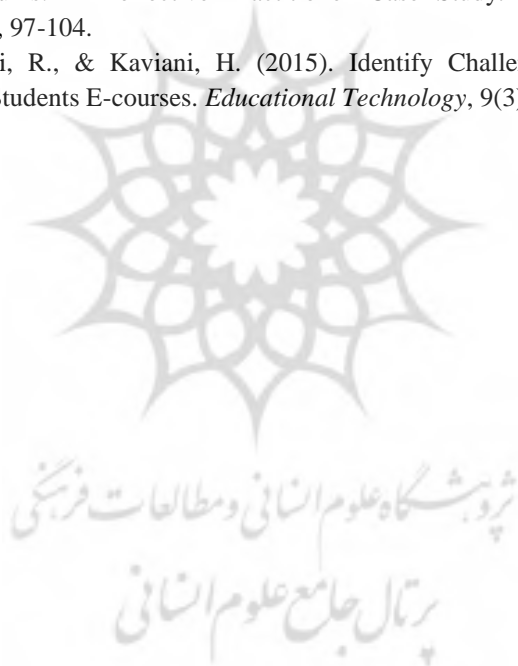 , 97-104.
i, R., & Kaviani, H. (2015). Identify Challe
Students E-courses. Educational Technology, 9(3)
پژوهشگاه علوم انسانی و مطالعات فرهنگی
پرتال جامع علوم انسانی